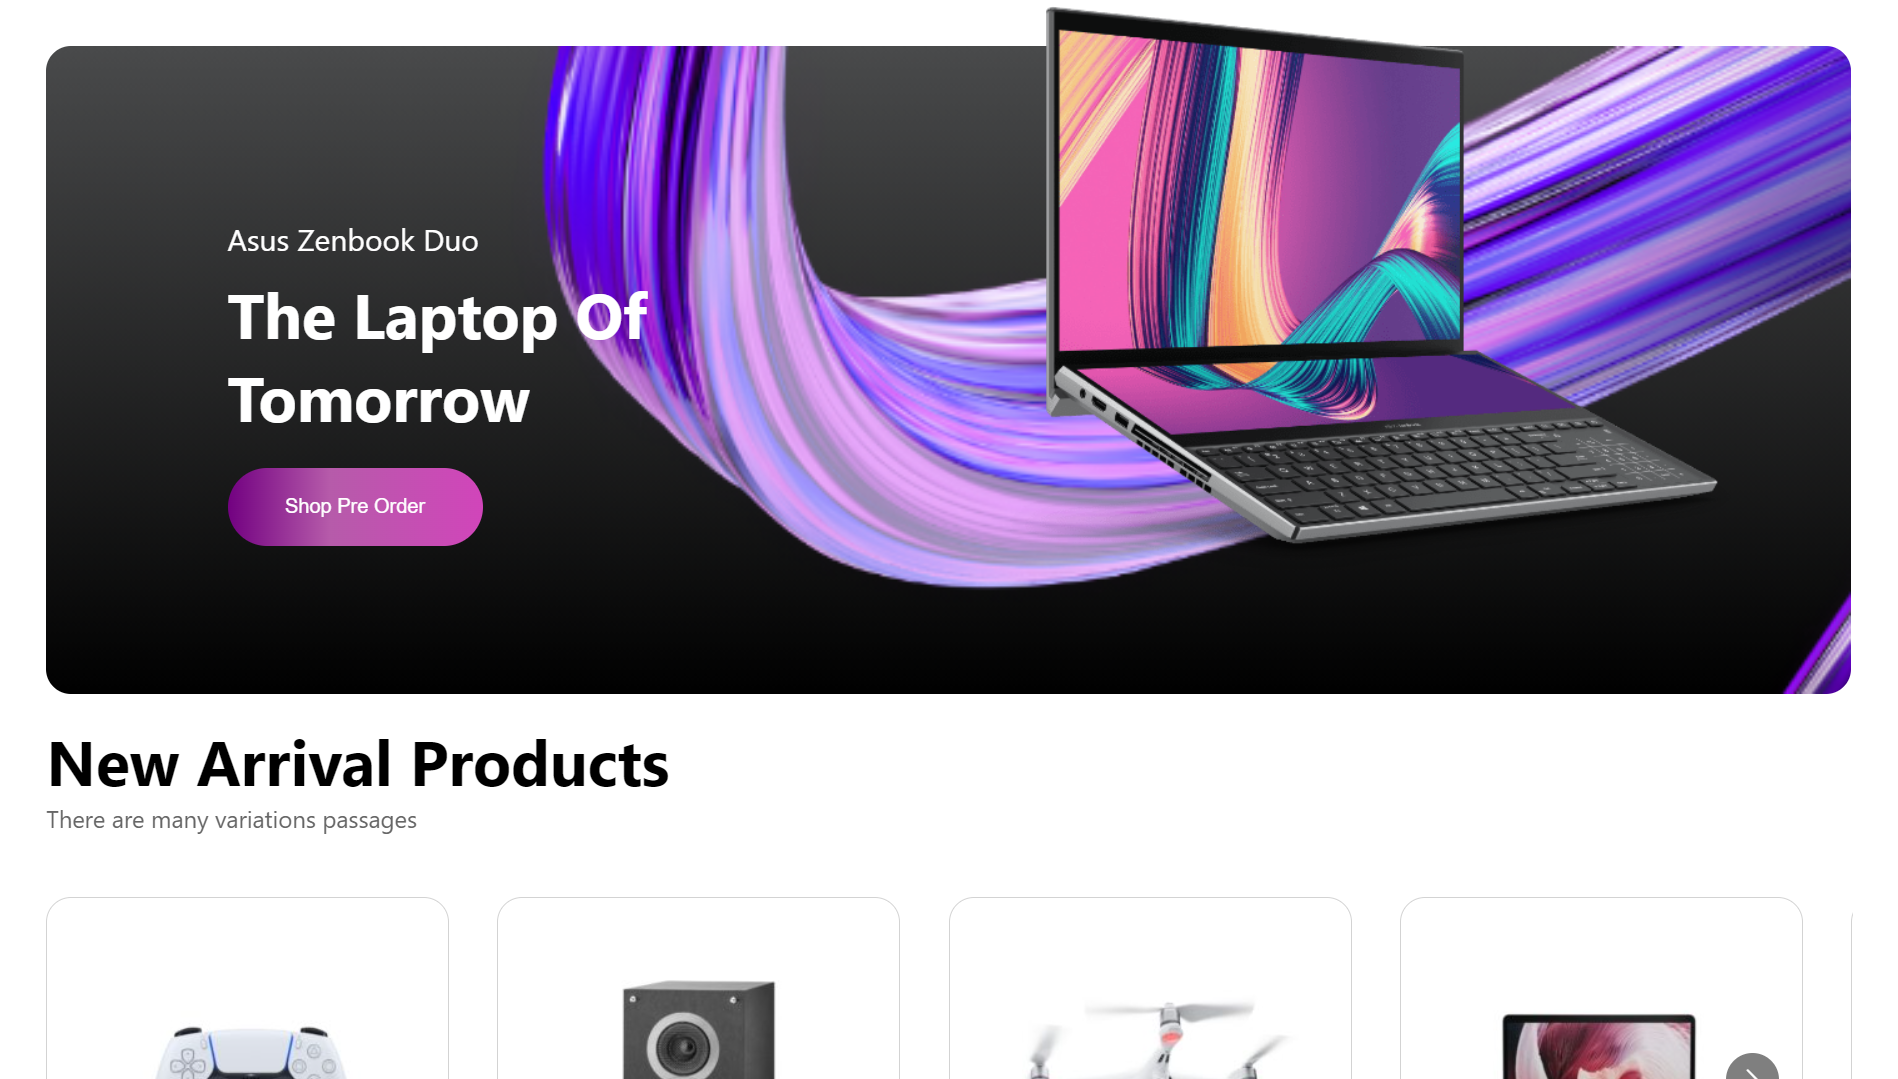 Asus Zenbook Duo
The Laptop Of
Tomorrow
Shop Pre Order
New Arrival Products
There are many variations passages